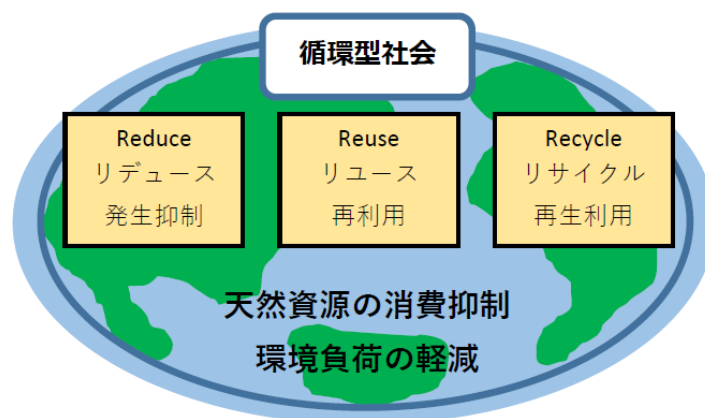 循環型社会
Reduce
リデュース
発生抑制
Reuse
リユース
再利用
Recycle
リサイクル
再生利用
天然資源の消費抑制
環境負荷の軽減